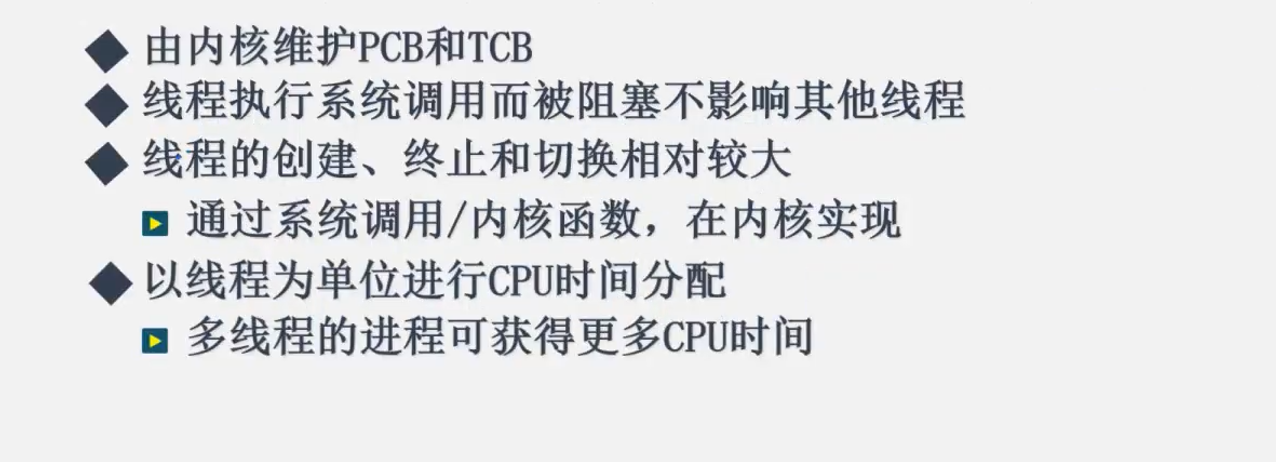 由内核维护PCB和TCB
线程执行系统调用而被阻塞不影响其他线程
线程的创建、终止和切换相对较大
通过系统调用/内核函数，在内核实现
以线程为单位进行CPU时间分配
多线程的进程可获得更多CPU时间